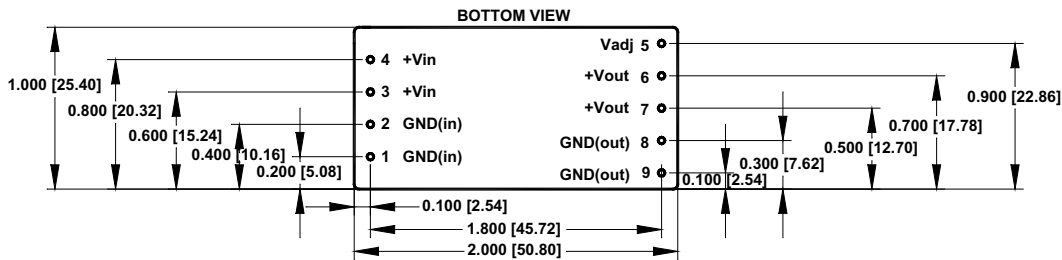 BOTTOM VIEW
Vadj 5
4 +Vin
+Vout 6
1.000 [25.40]
3 +Vin
0.900 [22.86]
0.800 [20.32]
+Vout 7
2 GND(in)
0.700 [17.78]
0.600 [15.24]
GND(out) 8
0.500 [12.70]
0.400 [10.16]
1 GND(in)
0.300 [7.62]
0.200 [5.08]
GND(out) 9
0.100 [2.54]
0.100 [2.54]
1.800 [45.72]
2.000 [50.80]